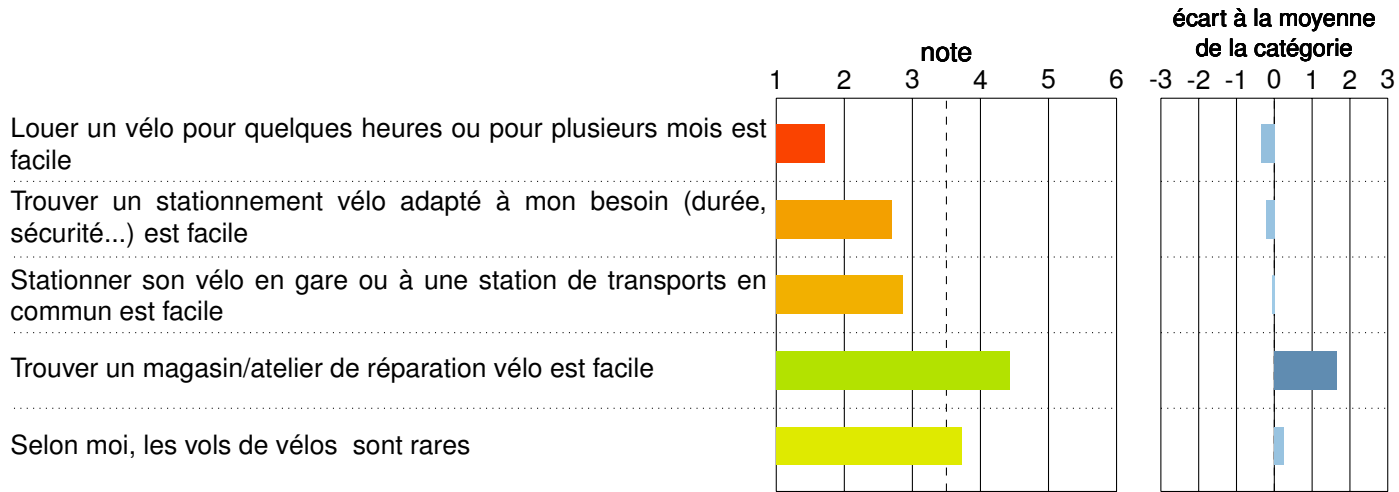 écart à la moyenne
de la catégorie
note
1 2 3 4 5 6
-3 -2 -1 0 1 2 3
Louer un vélo pour quelques heures ou pour plusieurs mois est
facile
Trouver un stationnement vélo adapté à mon besoin (durée,
sécurité...) est facile
Stationner son vélo en gare ou à une station de transports en
commun est facile
Trouver un magasin/atelier de réparation vélo est facile
Selon moi, les vols de vélos sont rares